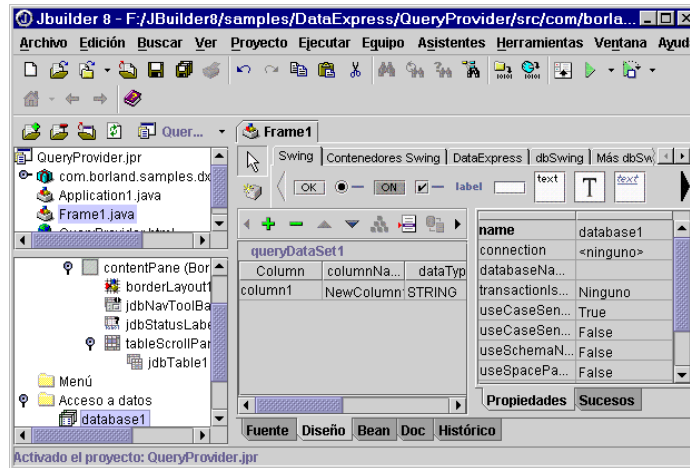 Jbuilder 8 - F:/JBuilder8/samples/DataExpress/QueryProvider/src/com/borla...
Archivo Edición Buscar Ver Proyecto Ejecutar Equipo Asistentes Herramientas Ventana Ayud
Quer...
Frame1
QueryProvider.jpr
com.borland.samples.dx
Application1.java
Frame1.java
QueryProvider.html
Swing Contenedores Swing DataExpress dbSwing Más dbSw
OK ON label text T text
queryDataSet1
Column columnNa... dataTyp
column1 NewColumn STRING
name database1
connection <ninguno>
databaseNa...
transactionIs... Ninguno
useCaseSen... True
useCaseSen... False
useSchemaN... False
useSpacePa... False
Propiedades Sucesos
contentPane (Bor
borderLayout1
jdbNavToolBa
jdbStatusLabe
tableScrollPar
jdbTable1
Menú
Acceso a datos
database1
Fuente Diseño Bean Doc Histórico
Activado el proyecto: QueryProvider.jpr